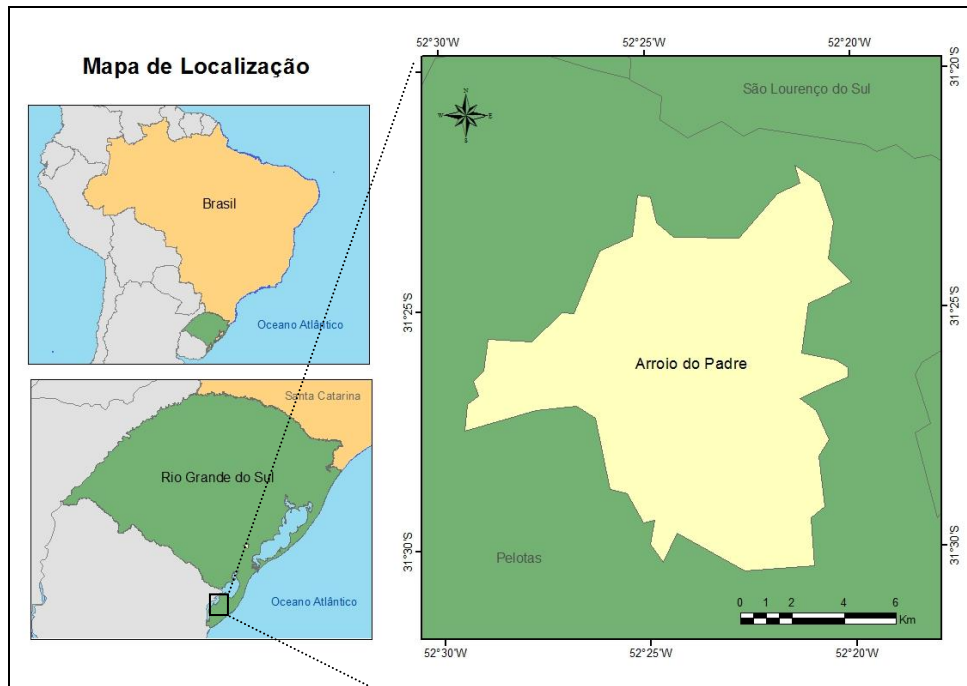 Mapa de Localização
Brasil
Oceano Atlântico
Santa Catarina
Rio Grande do Sul
Oceano Atlântico
52°30'W 52°25'W 52°20'W
31°20'S
31°25'S
31°25'S
31°30'S
31°30'S
N
W E
S
São Lourenço do Sul
Arroio do Padre
Pelotas
0 1 2 4 6
Km
52°30'W 52°25'W 52°20'W